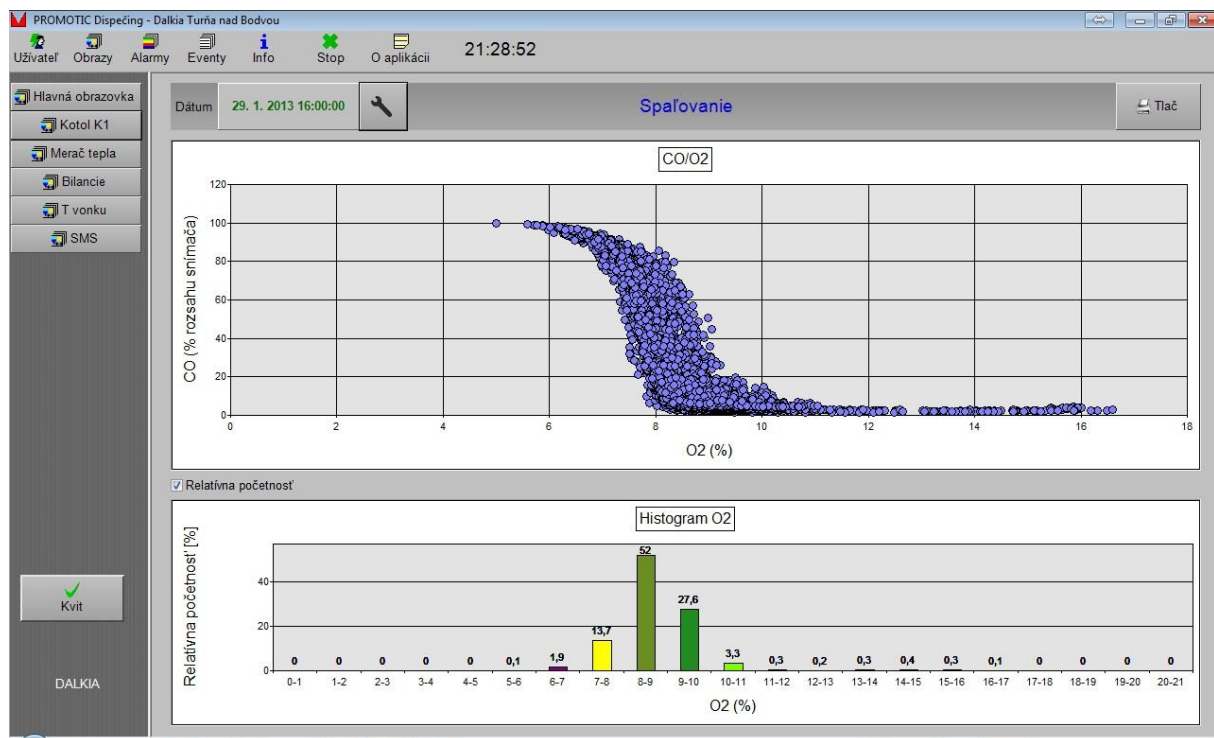 PROMOTIC Dispečing - Dalkia Turňa nad Bodvou
Užívateľ Obrazy Alarmy Eventy Info Stop O aplikácii 21:28:52
Hlavná obrazovka
Kotol K1
Merač tepla
Bilancie
T vonku
SMS
Kvit
DALKIA
Dátum 29. 1. 2013 16:00:00 Spaľovanie Tlač
CO/O2
CO (% rozsahu snímača)
120
100
80
60
40
20
0
0 2 4 6 8 10 12 14 16 18
O2 (%)
Relatívna početnosť
Histogram O2
Relatívna početnosť [%]
40
20
0
0 0 0 0 0 0,1 1,9 13,7 52 27,6 3,3 0,3 0,2 0,3 0,4 0,3 0,1 0 0 0 0
0-1 1-2 2-3 3-4 4-5 5-6 6-7 7-8 8-9 9-10 10-11 11-12 12-13 13-14 14-15 15-16 16-17 17-18 18-19 19-20 20-21
O2 (%)